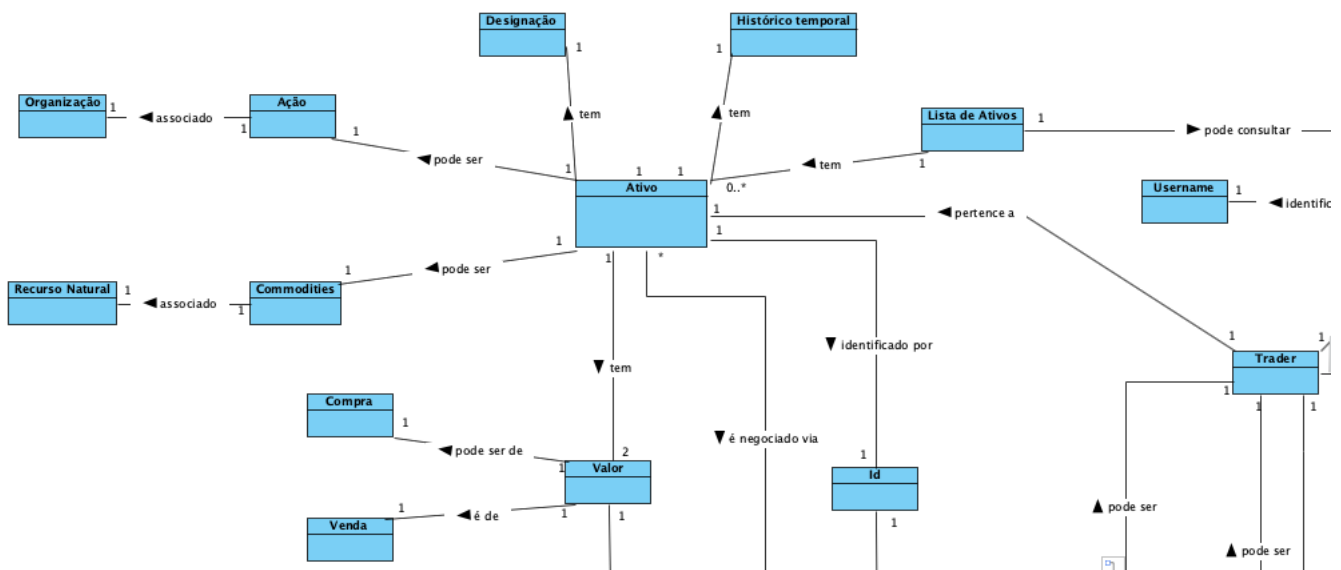 Designação
Histórico temporal
1
1
Organização
1
associado
Ação
1
1
tem
tem
Lista de Ativos
1
pode consultar
pode ser
1
1
1
1
tem
1
Ativo
0..*
Username
1
identific
1
pertence a
1
1
*
1
1
pode ser
Recurso Natural
1
associado
Commodities
1
1
identificado por
1
1
Trader
tem
1
1
1
Compra
1
é negociado via
pode ser de
2
1
1
Valor
Id
1
é de
1
1
1
Venda
pode ser
pode ser